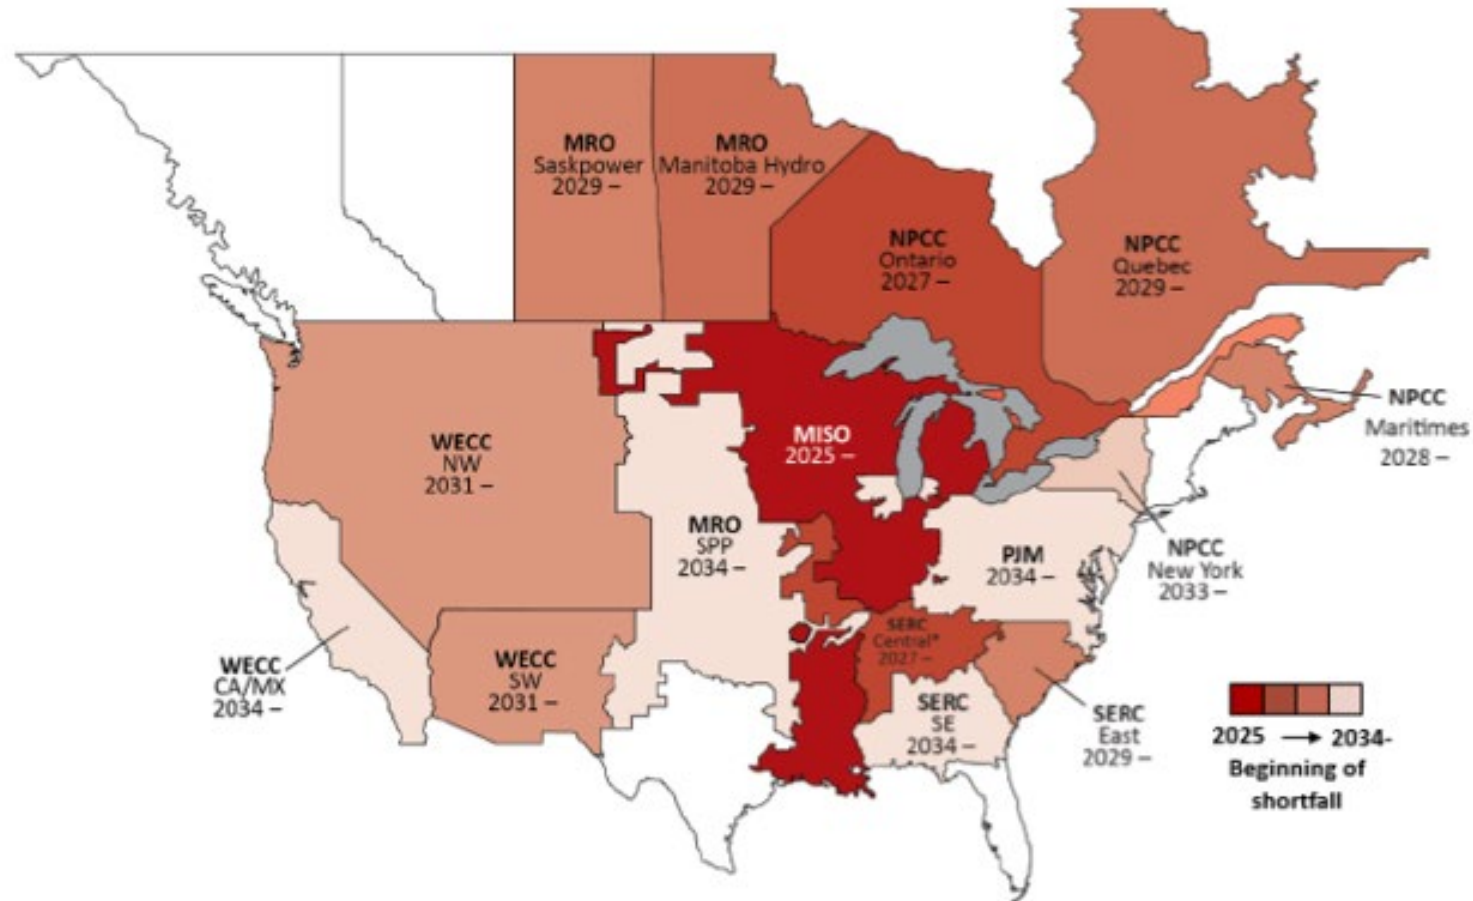 MRO
Saskpower
2029 –
MRO
Manitoba Hydro
2029 –
NPCC
Ontario
2027 –
NPCC
Quebec
2029 –
NPCC
Maritimes
2028 –
WECC
NW
2031 –
MISO
2025 –
MRO
SPP
2034 –
PJM
2034 –
NPCC
New York
2033 –
WECC
CA/MX
2034 –
WECC
SW
2031 –
SERC
Central*
2027 –
SERC
SE
2034 –
SERC
East
2029 –
2025 → 2034-
Beginning of
shortfall